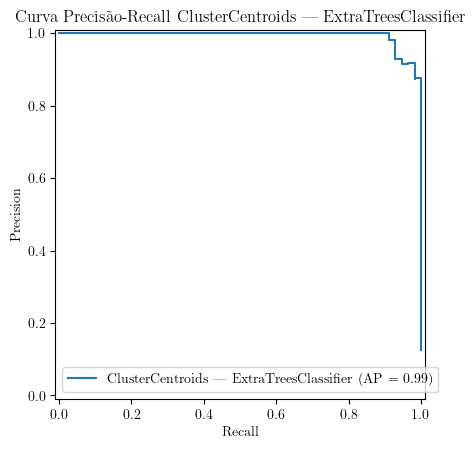 Curva Precisão-Recall ClusterCentroids — ExtraTreesClassifier
1.0
0.8
0.6
0.4
0.2
0.0
Precision
ClusterCentroids — ExtraTreesClassifier (AP = 0.99)
0.0 0.2 0.4 0.6 0.8 1.0
Recall